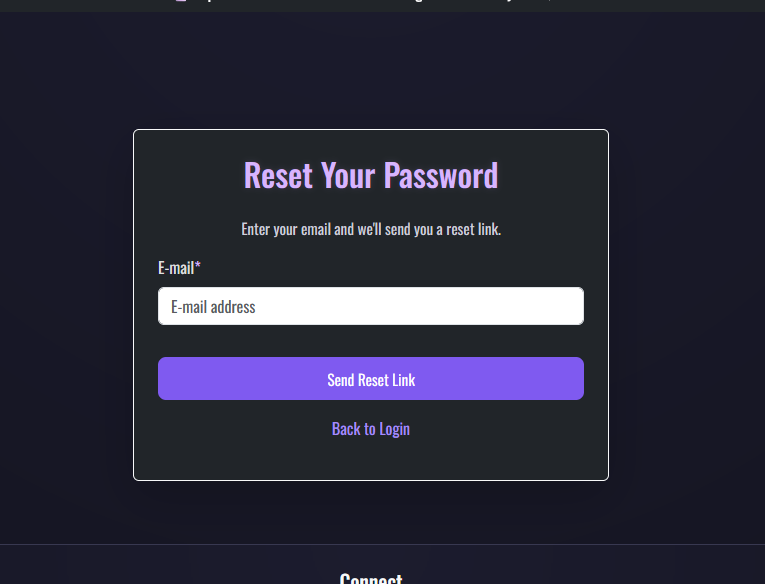 Reset Your Password
Enter your email and we'll send you a reset link.
E-mail*
E-mail address
Send Reset Link
Back to Login
Connect